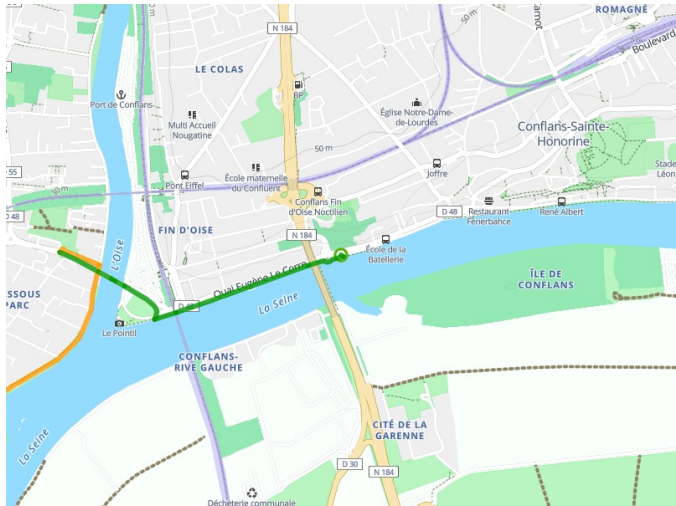 ROMAGNÉ
50 m
N 184
Boulevard
LE COLAS
BP
Port de Conflans
Église Notre-Dame-
de-Lourdes
Multi Accueil
Nougatine
Conflans-Sainte-
Honorine
50 m
Stade
Léon
55
50 m
Pont Eiffel
École maternelle
du Confluent
Joffre
Conflans Fin
d'Oise Noctilien
D 48
D 48
Restaurant
Fenerbahce
René Albert
FIN D'OISE
N 184
École de la
Batellerie
L'Oise
Quai Eugène Le Corre
ÎLE DE
CONFLANS
La Seine
Le Pointil
CONFLANS-
RIVE GAUCHE
La Seine
CITÉ DE LA
GARENNE
D 30
N 184
Déchèterie communale